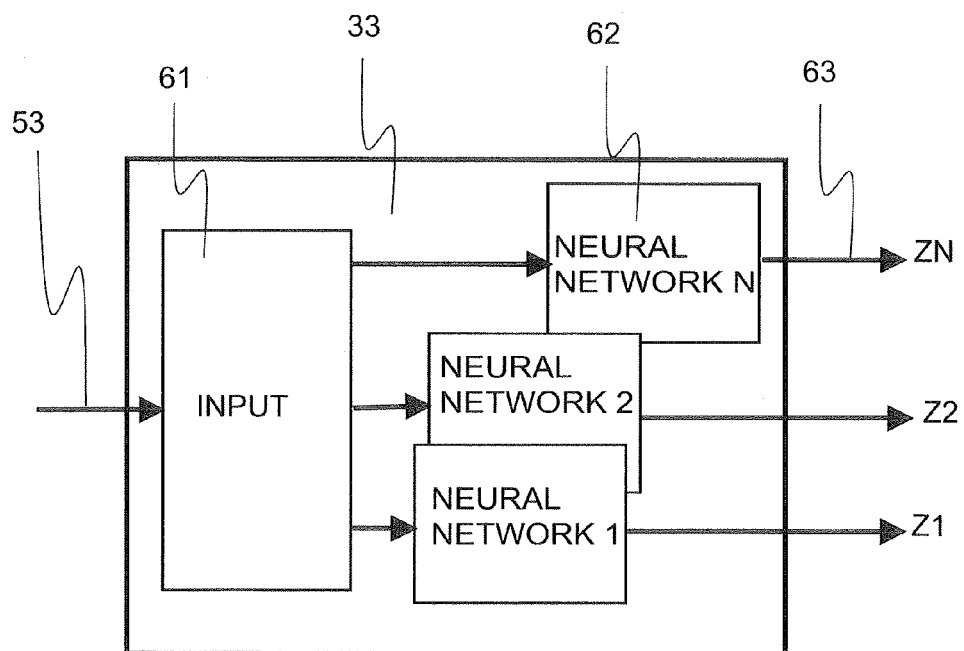 33
62
61
63
53
NEURAL
NETWORK N
ZN
NEURAL
NETWORK 2
INPUT
Z2
NEURAL
NETWORK 1
Z1